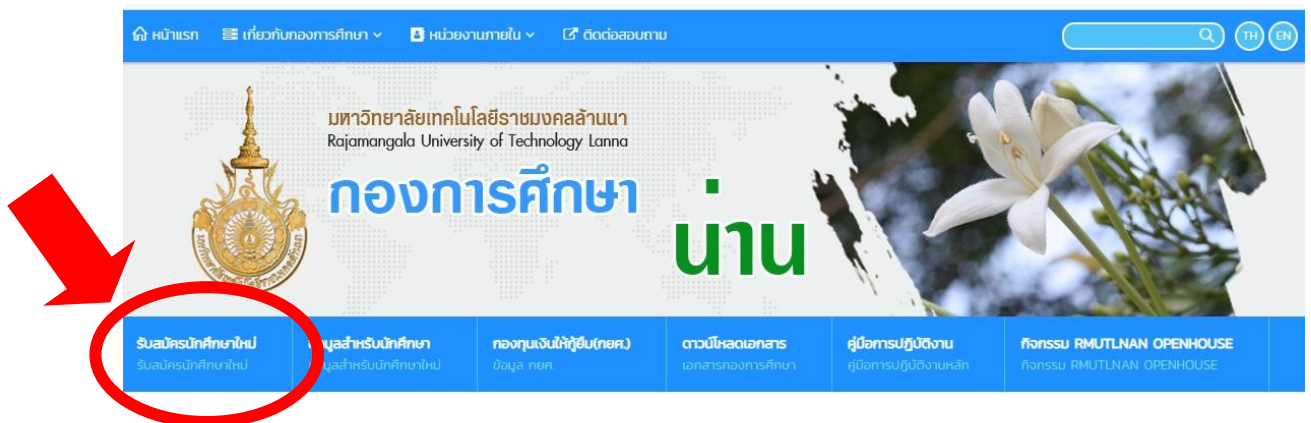 หน้าแรก เกี่ยวกับกองการศึกษา หน่วยงานภายใน ติดต่อสอบถาม TH EN
มหาวิทยาลัยเทคโนโลยีราชมงคลล้านนา
Rajamangala University of Technology Lanna
กองการศึกษา
น่าน
รับสมัครนักศึกษาใหม่ มูลสำหรับนักศึกษา กองทุนเงินให้กู้ยืม(กยศ.) ดาวน์โหลดเอกสาร คู่มือการปฏิบัติงาน กิจกรรม RMUTLNAN OPENHOUSE
รับสมัครนักศึกษาใหม่ มูลสำหรับนักศึกษาใหม่ ข้อมูล กยศ. เอกสารกองการศึกษา คู่มือการปฏิบัติงานหลัก กิจกรรม RMUTLNAN OPENHOUSE